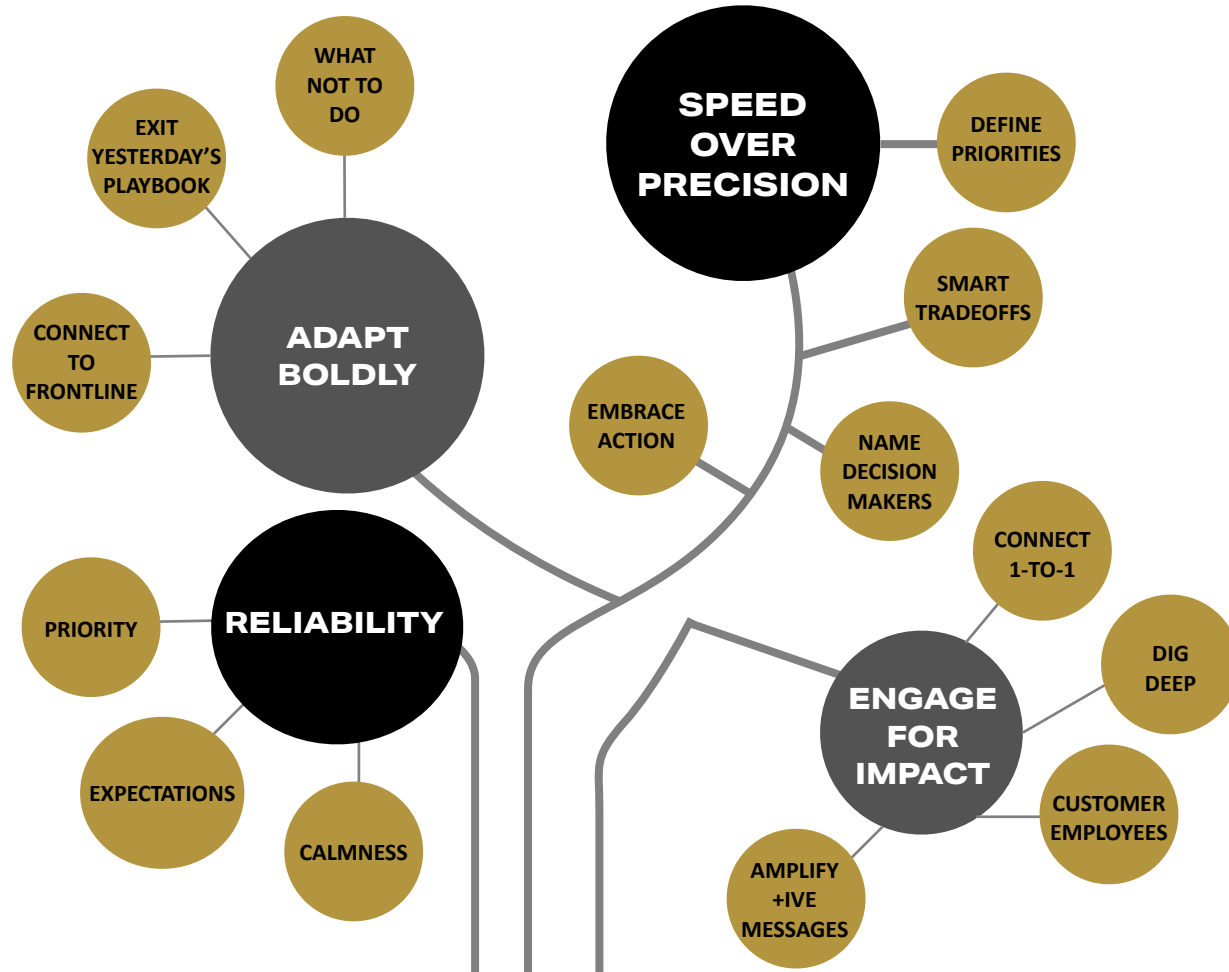 WHAT
NOT TO
DO
EXIT
YESTERDAY’S
PLAYBOOK
CONNECT
TO
FRONTLINE
ADAPT
BOLDLY
SPEED
OVER
PRECISION
DEFINE
PRIORITIES
SMART
TRADEOFFS
EMBRACE
ACTION
NAME
DECISION
MAKERS
RELIABILITY
PRIORITY
EXPECTATIONS
CALMNESS
ENGAGE
FOR
IMPACT
CONNECT
1-TO-1
DIG
DEEP
CUSTOMER
EMPLOYEES
AMPLIFY
+IVE
MESSAGES